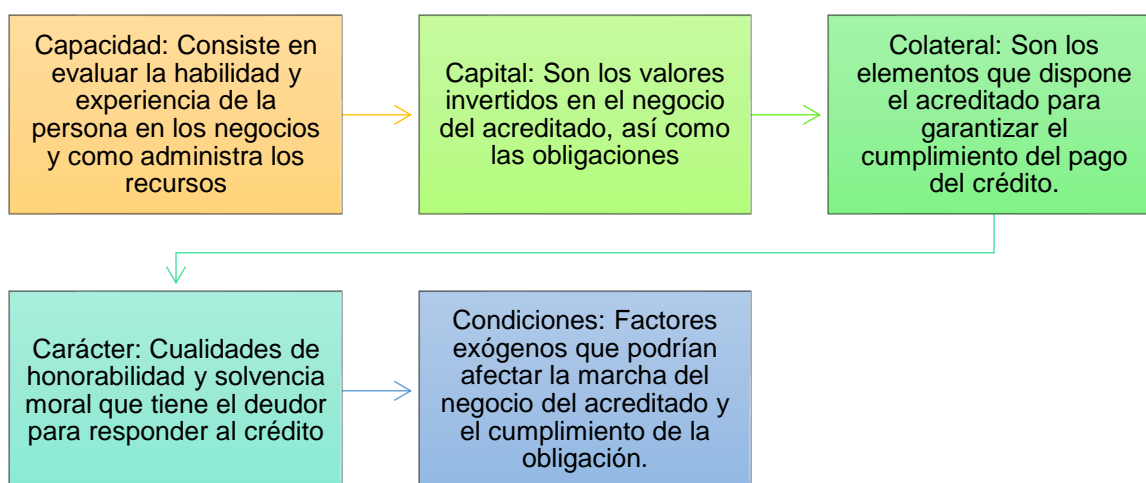 Capacidad: Consiste en
evaluar la habilidad y
experiencia de la
persona en los negocios
y como administra los
recursos
Capital: Son los valores
invertidos en el negocio
del acreditado, así como
las obligaciones
Colateral: Son los
elementos que dispone
el acreditado para
garantizar el
cumplimiento del pago
del crédito.
Carácter: Cualidades de
honorabilidad y solvencia
moral que tiene el deudor
para responder al crédito
Condiciones: Factores
exógenos que podrían
afectar la marcha del
negocio del acreditado y
el cumplimiento de la
obligación.